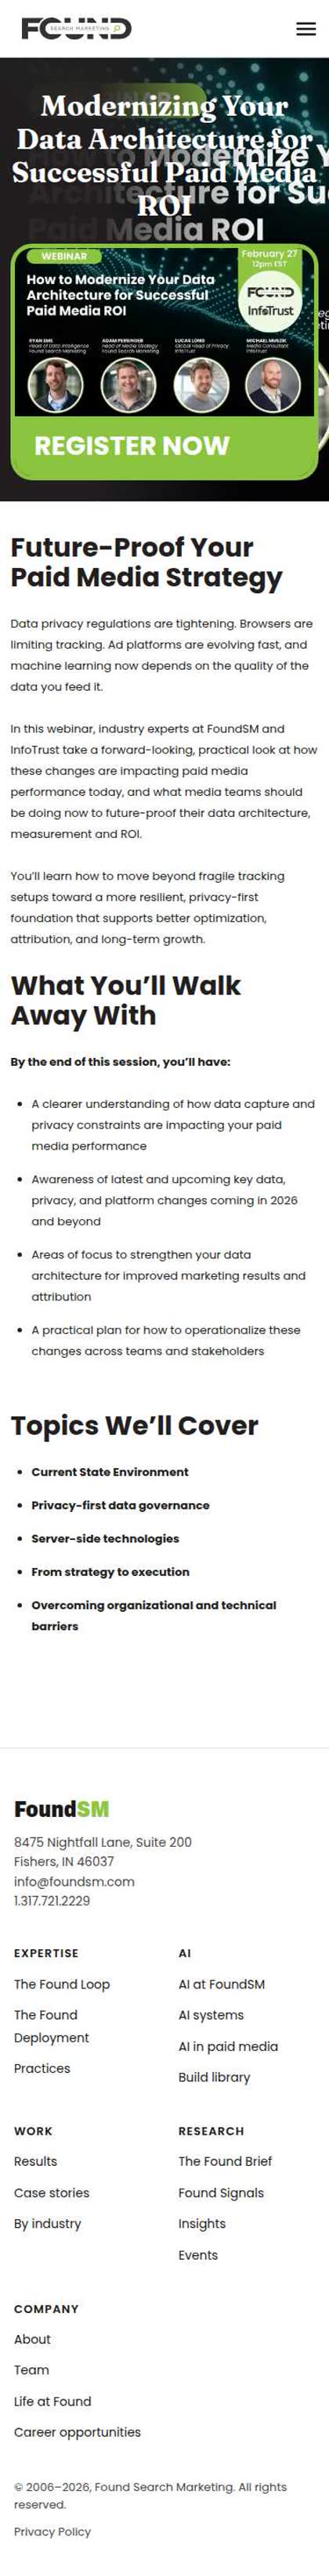 FOUND
SEARCH MARKETING
Modernizing Your
Data Architecture for
Successful Paid Media
ROI
WEBINAR
February 27
12pm EST
How to Modernize Your Data
Architecture for Successful
Paid Media ROI
FOUND
InfoTrust
RYAN EMS
ADAM PERSINGER
LUCAS LONG
MICHAEL MUNZIK
REGISTER NOW
Future-Proof Your
Paid Media Strategy
Data privacy regulations are tightening. Browsers are
limiting tracking. Ad platforms are evolving fast, and
machine learning now depends on the quality of the
data you feed it.
In this webinar, industry experts at FoundSM and
InfoTrust take a forward-looking, practical look at how
these changes are impacting paid media
performance today, and what media teams should
be doing now to future-proof their data architecture,
measurement and ROI.
You’ll learn how to move beyond fragile tracking
setups toward a more resilient, privacy-first
foundation that supports better optimization,
attribution, and long-term growth.
What You’ll Walk
Away With
By the end of this session, you’ll have:
• A clearer understanding of how data capture and
privacy constraints are impacting your paid
media performance
• Awareness of latest and upcoming key data,
privacy, and platform changes coming in 2026
and beyond
• Areas of focus to strengthen your data
architecture for improved marketing results and
attribution
• A practical plan for how to operationalize these
changes across teams and stakeholders
Topics We’ll Cover
• Current State Environment
• Privacy-first data governance
• Server-side technologies
• From strategy to execution
• Overcoming organizational and technical
barriers
FoundSM
8475 Nightfall Lane, Suite 200
Fishers, IN 46037
info@foundsm.com
1.317.721.2229
EXPERTISE
The Found Loop
The Found
Deployment
Practices
AI
AI at FoundSM
AI systems
AI in paid media
Build library
WORK
Results
Case stories
By industry
RESEARCH
The Found Brief
Found Signals
Insights
Events
COMPANY
About
Team
Life at Found
Career opportunities
© 2006–2026, Found Search Marketing. All rights
reserved.
Privacy Policy